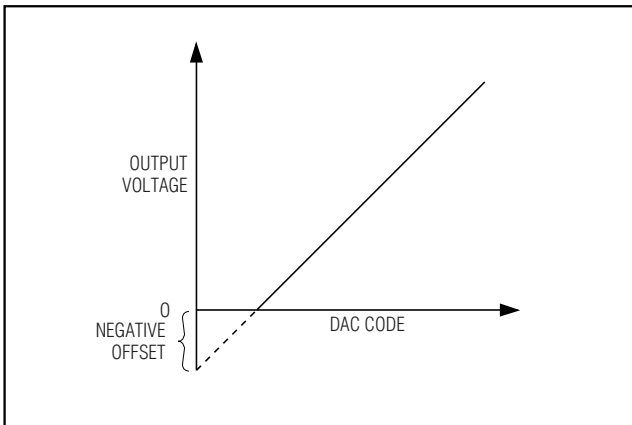 OUTPUT
VOLTAGE
0
DAC CODE
NEGATIVE
OFFSET